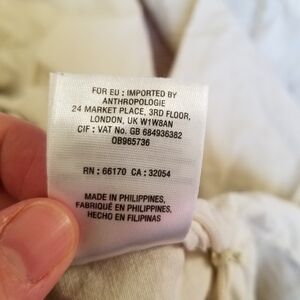 FOR EU : IMPORTED BY
ANTHROPOLOGIE
24 MARKET PLACE, 3RD FLOOR,
LONDON, UK W1W8AN
CIF : VAT No. GB 684936382
OB965736
RN : 66170 CA : 32054
MADE IN PHILIPPINES,
FABRIQUÉ EN PHILIPPINES,
HECHO EN FILIPINAS